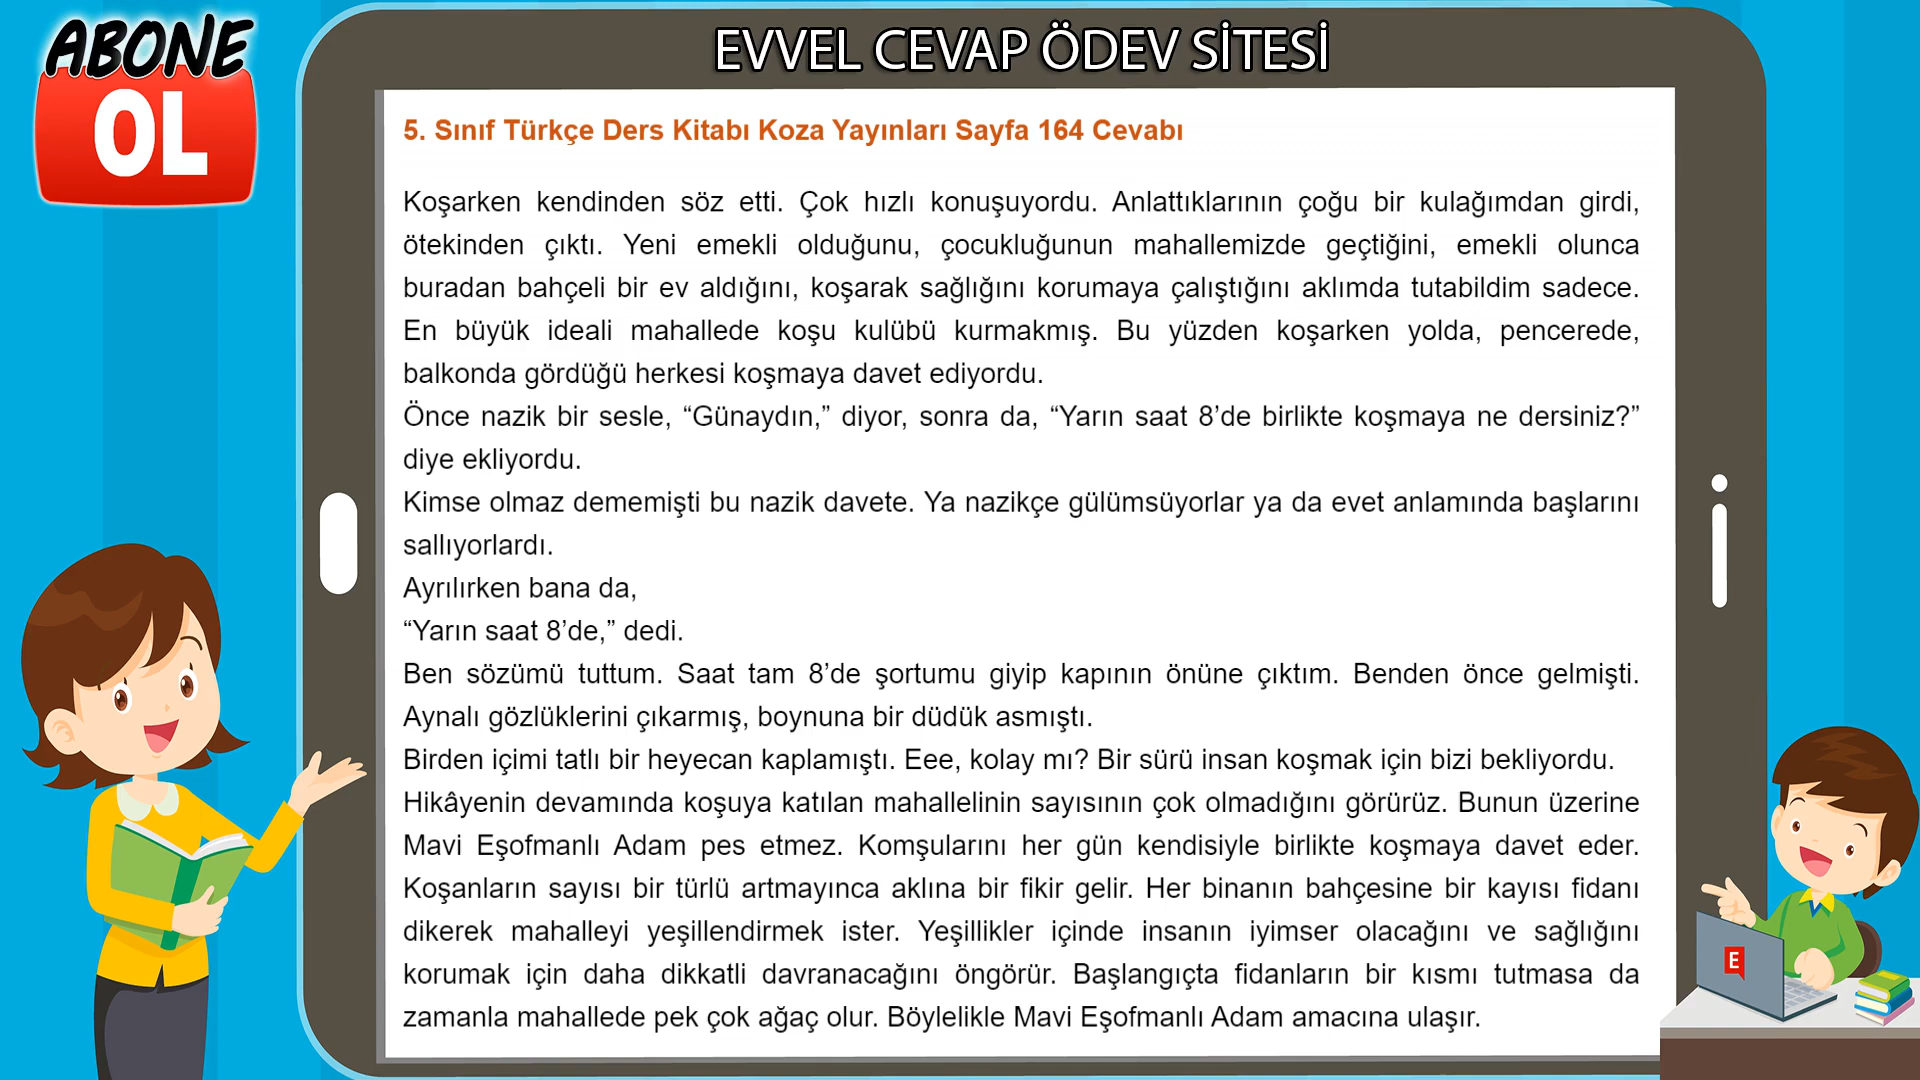 ABONE
OL
EVVEL CEVAP ÖDEV SİTESİ
5. Sınıf Türkçe Ders Kitabı Koza Yayınları Sayfa 164 Cevabı
Koşarken kendinden söz etti. Çok hızlı konuşuyordu. Anlattıklarının çoğu bir kulağımdan girdi,
ötekinden çıktı. Yeni emekli olduğunu, çocukluğunun mahallemizde geçtiğini, emekli olunca
buradan bahçeli bir ev aldığını, koşarak sağlığını korumaya çalıştığını aklımda tutabildim sadece.
En büyük ideali mahallede koşu kulübü kurmakmış. Bu yüzden koşarken yolda, pencerede,
balkonda gördüğü herkesi koşmaya davet ediyordu.
Önce nazik bir sesle, “Günaydın,” diyor, sonra da, “Yarın saat 8’de birlikte koşmaya ne dersiniz?”
diye ekliyordu.
Kimse olmaz dememişti bu nazik davete. Ya nazikçe gülümsüyorlar ya da evet anlamında başlarını
sallıyorlardı.
Ayrılırken bana da,
“Yarın saat 8’de,” dedi.
Ben sözümü tuttum. Saat tam 8’de şortumu giyip kapının önüne çıktım. Benden önce gelmişti.
Aynalı gözlüklerini çıkarmış, boynuna bir düdük asmıştı.
Birden içimi tatlı bir heyecan kaplamıştı. Eee, kolay mı? Bir sürü insan koşmak için bizi bekliyordu.
Hikâyenin devamında koşuya katılan mahallelinin sayısının çok olmadığını görürüz. Bunun üzerine
Mavi Eşofmanlı Adam pes etmez. Komşularını her gün kendisiyle birlikte koşmaya davet eder.
Koşanların sayısı bir türlü artmayınca aklına bir fikir gelir. Her binanın bahçesine bir kayısı fidanı
dikerek mahalleyi yeşillendirmek ister. Yeşillikler içinde insanın iyimser olacağını ve sağlığını
korumak için daha dikkatli davranacağını öngörür. Başlangıçta fidanların bir kısmı tutmasa da
zamanla mahallede pek çok ağaç olur. Böylelikle Mavi Eşofmanlı Adam amacına ulaşır.
E